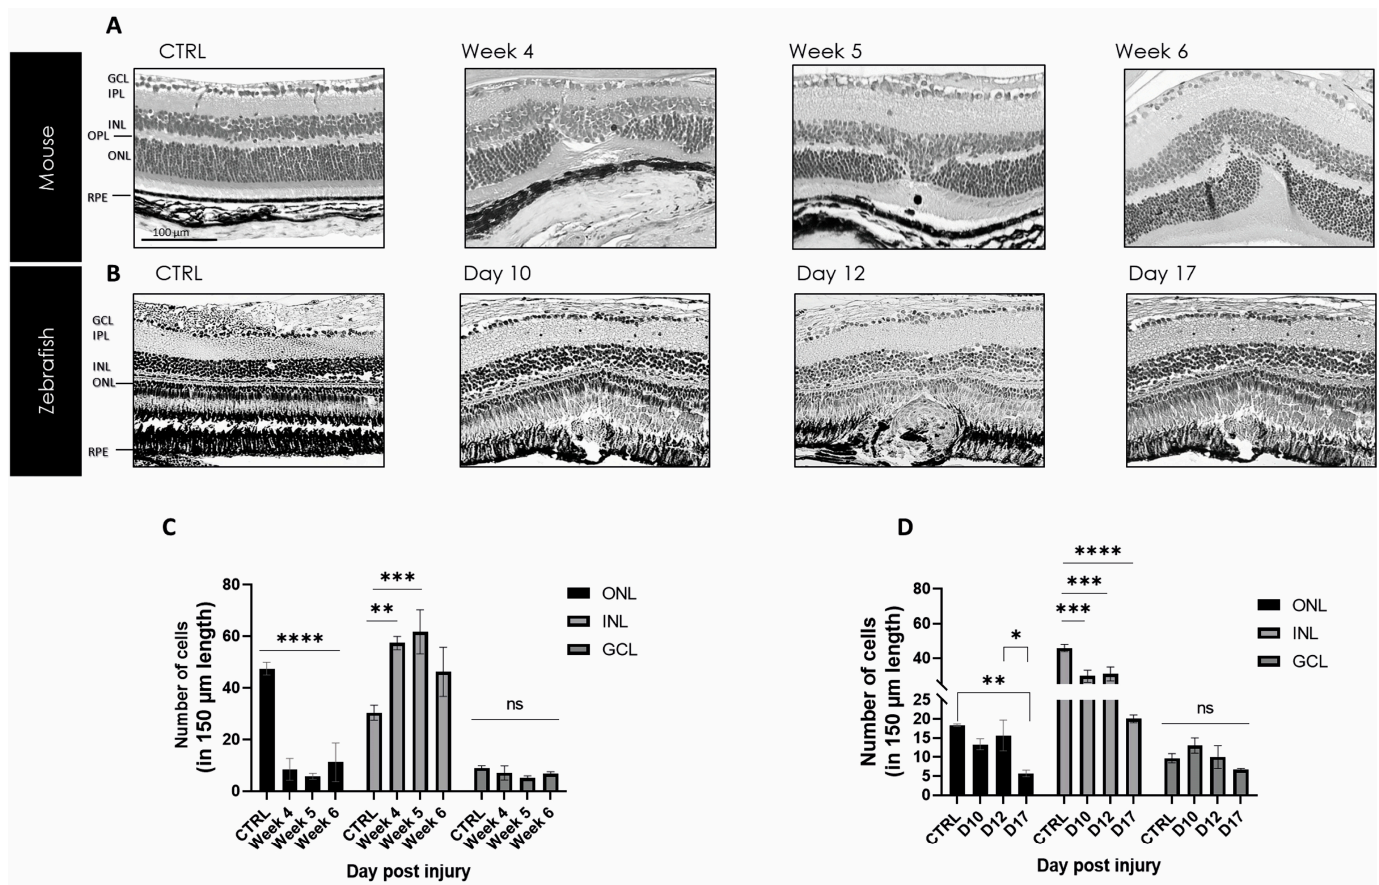 A
CTRL
Week 4
Week 5
Week 6
Mouse
GCL
IPL
INL
OPL
ONL
RPE
100 µm
B
CTRL
Day 10
Day 12
Day 17
Zebrafish
GCL
IPL
INL
ONL
RPE
C
Number of cells
(in 150 µm length)
80
60
40
20
0
****
**
***
ns
CTRL
Week 4
Week 5
Week 6
CTRL
Week 4
Week 5
Week 6
CTRL
Week 4
Week 5
Week 6
Day post injury
ONL
INL
GCL
D
Number of cells
(in 150 µm length)
80
60
40
25
20
15
10
5
0
**
*
***
***
****
ns
CTRL
D10
D12
D17
CTRL
D10
D12
D17
CTRL
D10
D12
D17
Day post injury
ONL
INL
GCL